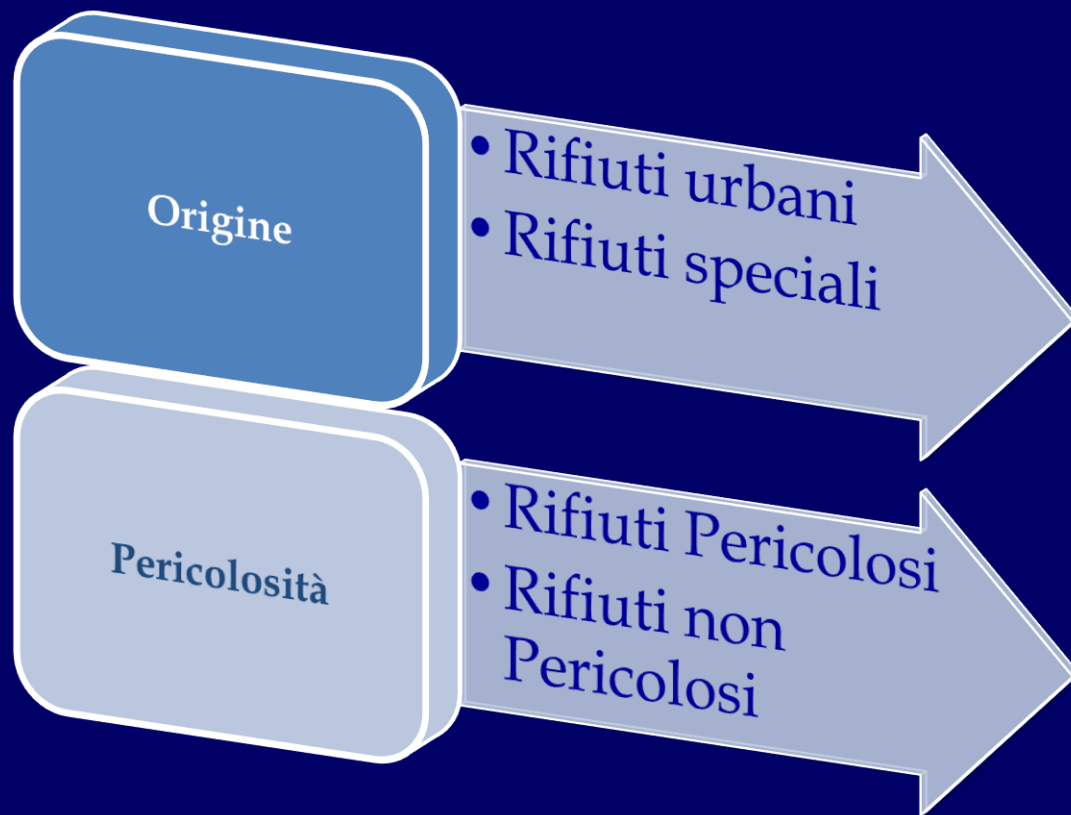 Origine
• Rifiuti urbani
• Rifiuti speciali
Pericolosità
• Rifiuti Pericolosi
• Rifiuti non
Pericolosi